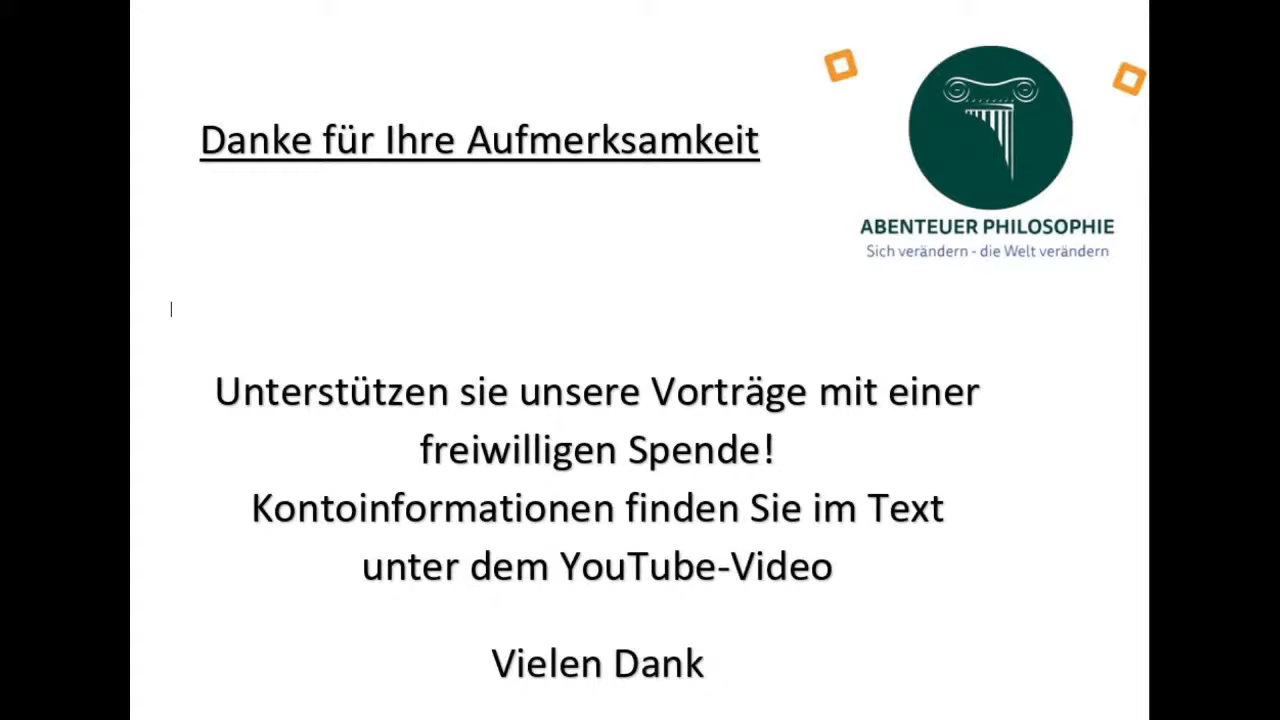 Danke für Ihre Aufmerksamkeit
ABENTEUER PHILOSOPHIE
Sich verändern - die Welt verändern
Unterstützen sie unsere Vorträge mit einer
freiwilligen Spende!
Kontoinformationen finden Sie im Text
unter dem YouTube-Video
Vielen Dank